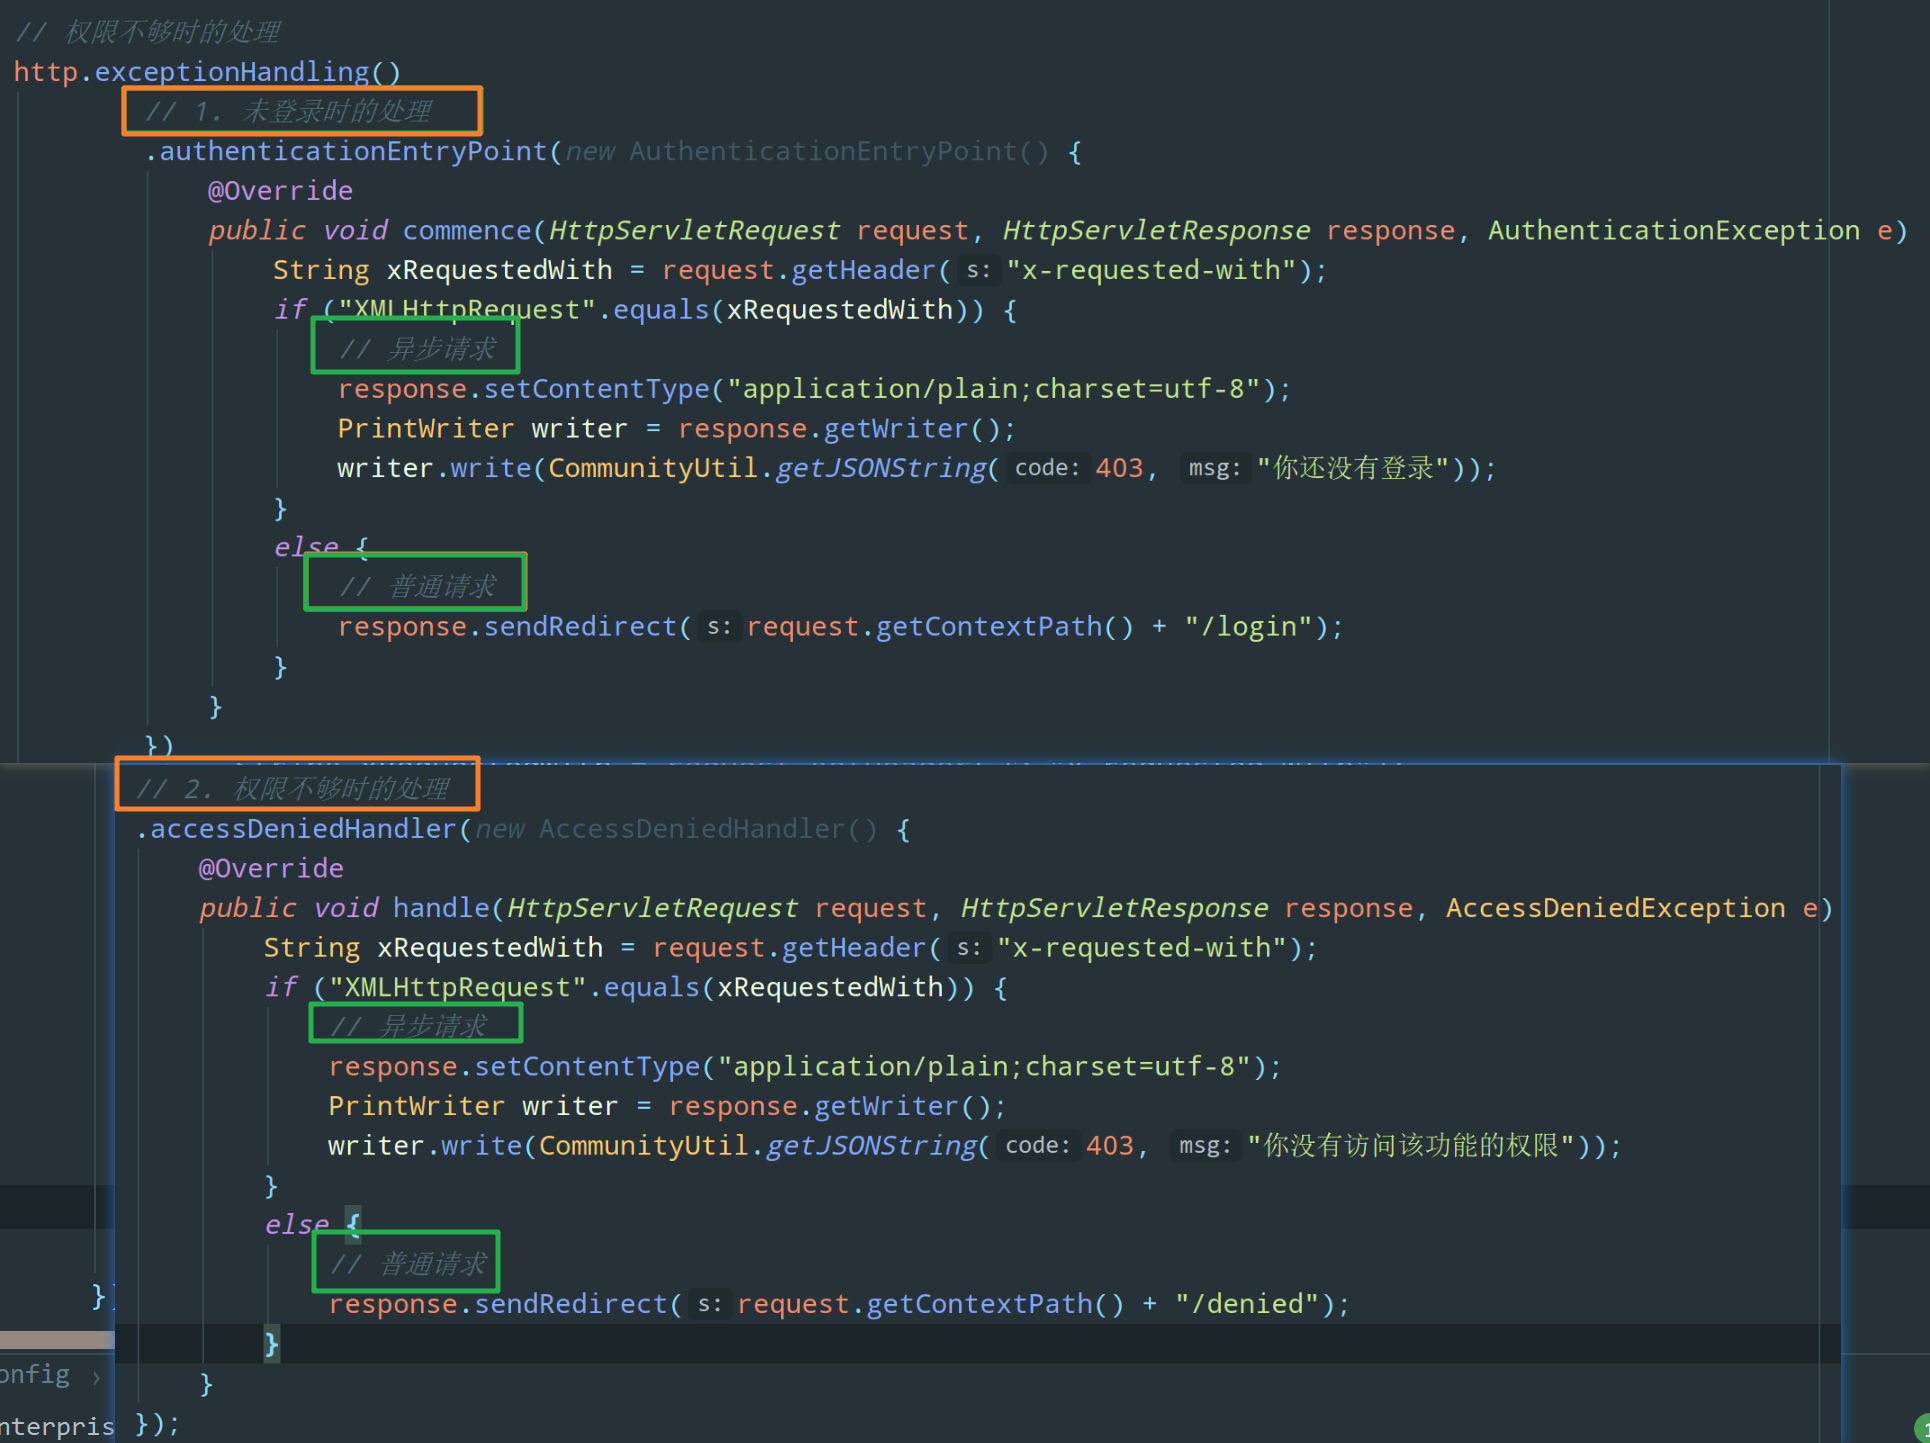 // 权限不够时的处理
http.exceptionHandling()
// 1. 未登录时的处理
.authenticationEntryPoint(new AuthenticationEntryPoint() {
@Override
public void commence(HttpServletRequest request, HttpServletResponse response, AuthenticationException e)
String xRequestedWith = request.getHeader( s: "x-requested-with");
if ("XMLHttpRequest".equals(xRequestedWith)) {
// 异步请求
response.setContentType("application/plain;charset=utf-8");
PrintWriter writer = response.getWriter();
writer.write(CommunityUtil.getJSONString( code: 403, msg: "你还没有登录"));
}
else {
// 普通请求
response.sendRedirect( s: request.getContextPath() + "/login");
}
}
})
// 2. 权限不够时的处理
.accessDeniedHandler(new AccessDeniedHandler() {
@Override
public void handle(HttpServletRequest request, HttpServletResponse response, AccessDeniedException e)
String xRequestedWith = request.getHeader( s: "x-requested-with");
if ("XMLHttpRequest".equals(xRequestedWith)) {
// 异步请求
response.setContentType("application/plain;charset=utf-8");
PrintWriter writer = response.getWriter();
writer.write(CommunityUtil.getJSONString( code: 403, msg: "你没有访问该功能的权限"));
}
else {
// 普通请求
response.sendRedirect( s: request.getContextPath() + "/denied");
}
}
});
}
onfig ›
nterpris